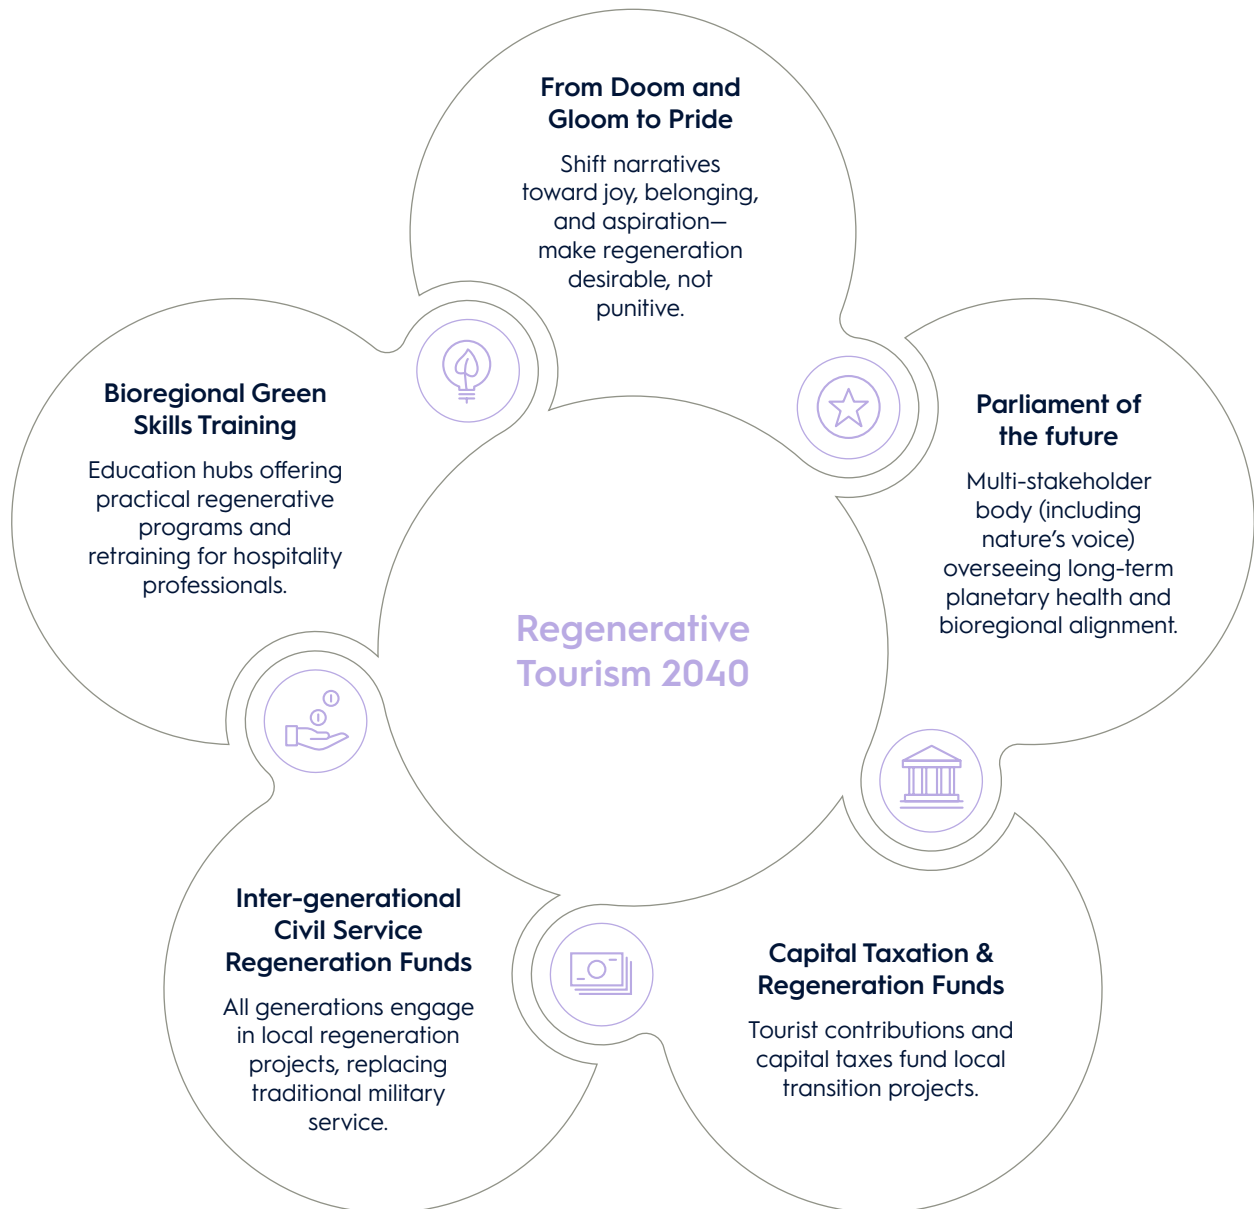 From Doom and
Gloom to Pride
Shift narratives
toward joy, belonging,
and aspiration—
make regeneration
desirable, not
punitive.
Bioregional Green
Skills Training
Education hubs offering
practical regenerative
programs and
retraining for hospitality
professionals.
Parliament of
the future
Multi-stakeholder
body (including
nature’s voice)
overseeing long-term
planetary health and
bioregional alignment.
Regenerative
Tourism 2040
Inter-generational
Civil Service
Regeneration Funds
All generations engage
in local regeneration
projects, replacing
traditional military
service.
Capital Taxation &
Regeneration Funds
Tourist contributions and
capital taxes fund local
transition projects.